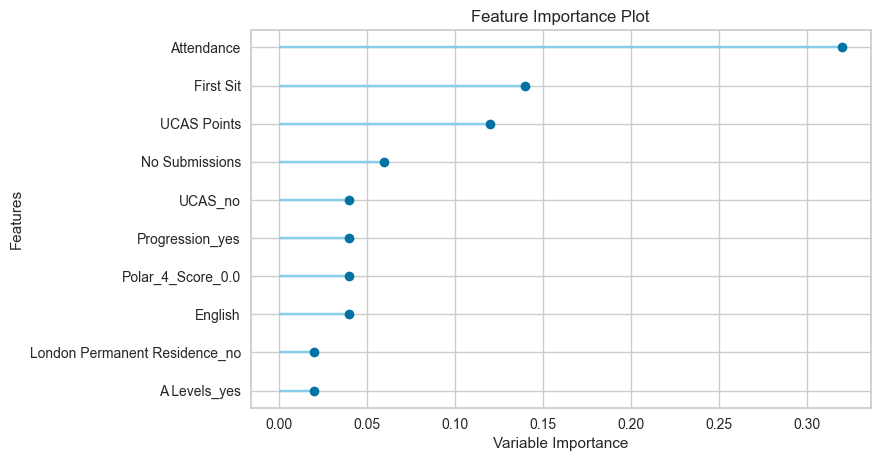 Feature Importance Plot
Features
Attendance
First Sit
UCAS Points
No Submissions
UCAS_no
Progression_yes
Polar_4_Score_0.0
English
London Permanent Residence_no
A Levels_yes
0.00 0.05 0.10 0.15 0.20 0.25 0.30
Variable Importance